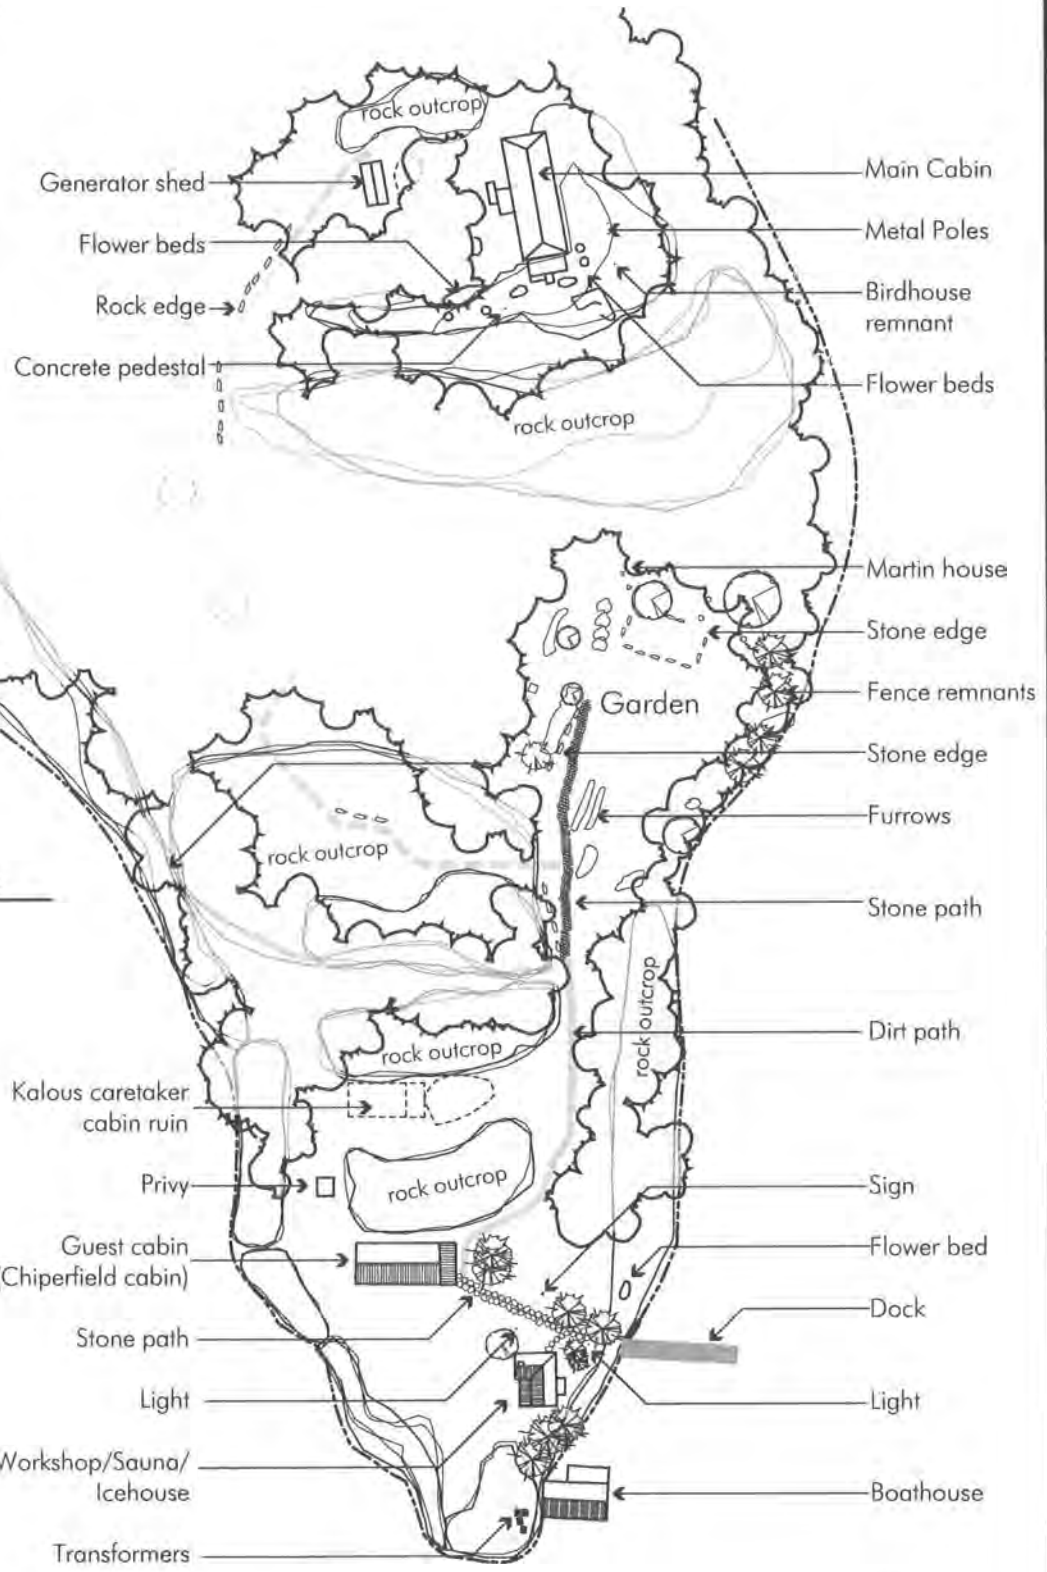 rock outcrop
Generator shed
Main Cabin
Flower beds
Metal Poles
Rock edge
Birdhouse
remnant
Concrete pedestal
Flower beds
rock outcrop
Martin house
Stone edge
Garden
Fence remnants
Stone edge
Furrows
rock outcrop
Stone path
rock outcrop
Dirt path
rock outcrop
Kalous caretaker
cabin ruin
Privy
rock outcrop
Sign
Guest cabin
(Chiperfield cabin)
Flower bed
Dock
Stone path
Light
Light
Workshop/Sauna/
Icehouse
Boathouse
Transformers